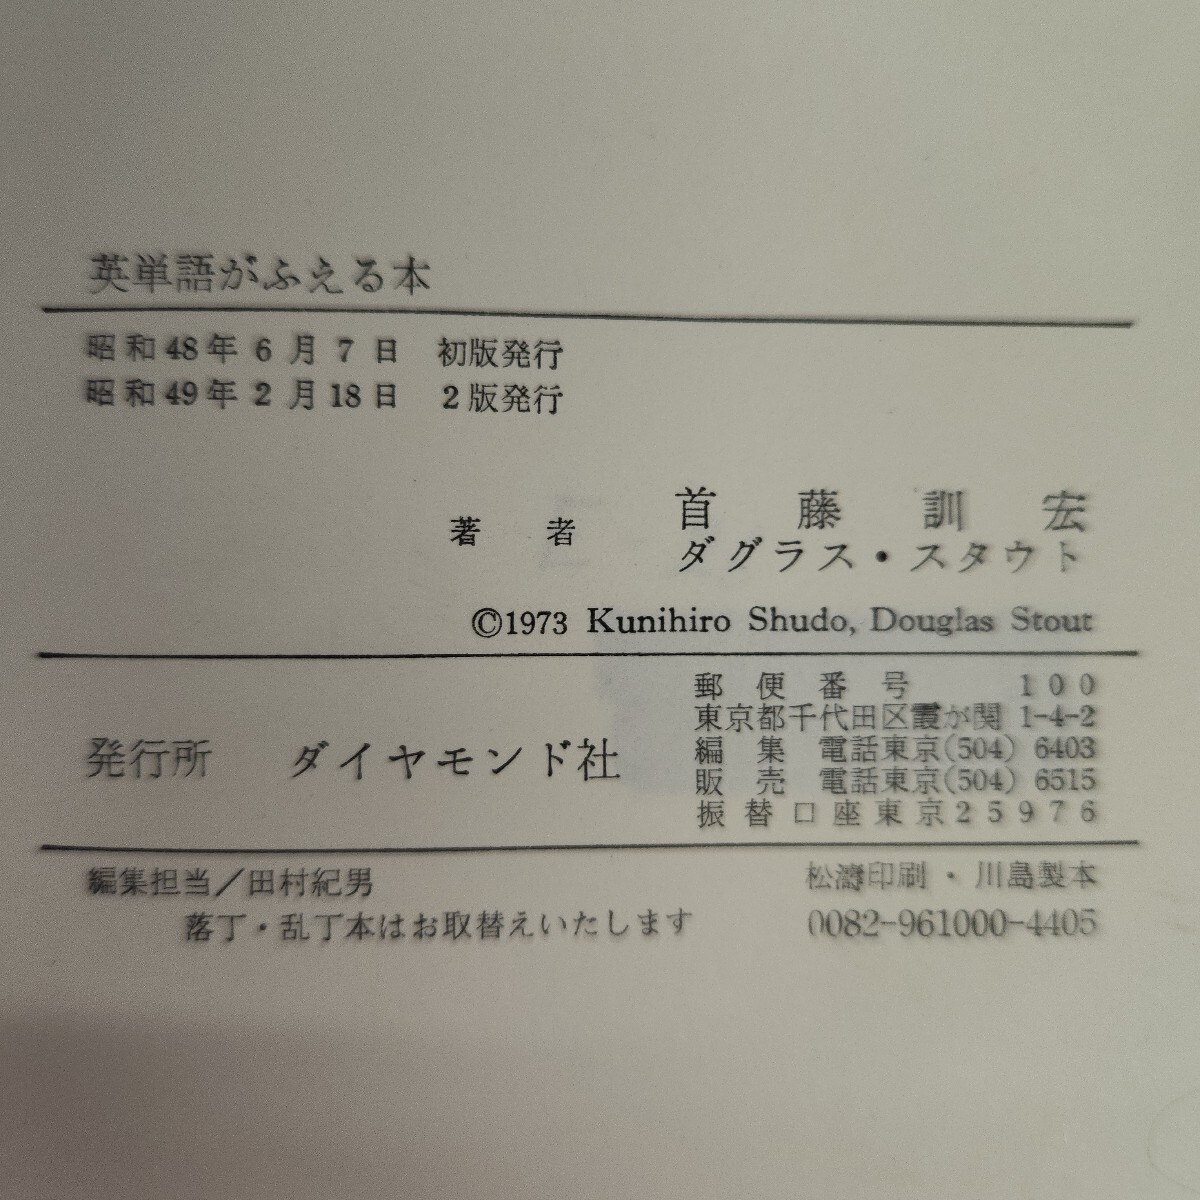 英単語がふえる本
昭和48年6月7日 初版発行
昭和49年2月18日 2版発行
著者 首藤訓宏
ダグラス・スタウト
©1973 Kunihiro Shudo, Douglas Stout
発行所 ダイヤモンド社
郵便番号 100
東京都千代田区霞が関 1-4-2
編集 電話東京(504) 6403
販売 電話東京(504) 6515
振替口座東京25976
編集担当/田村紀男
松濤印刷・川島製本
落丁・乱丁本はお取替えいたします
0082-961000-4405